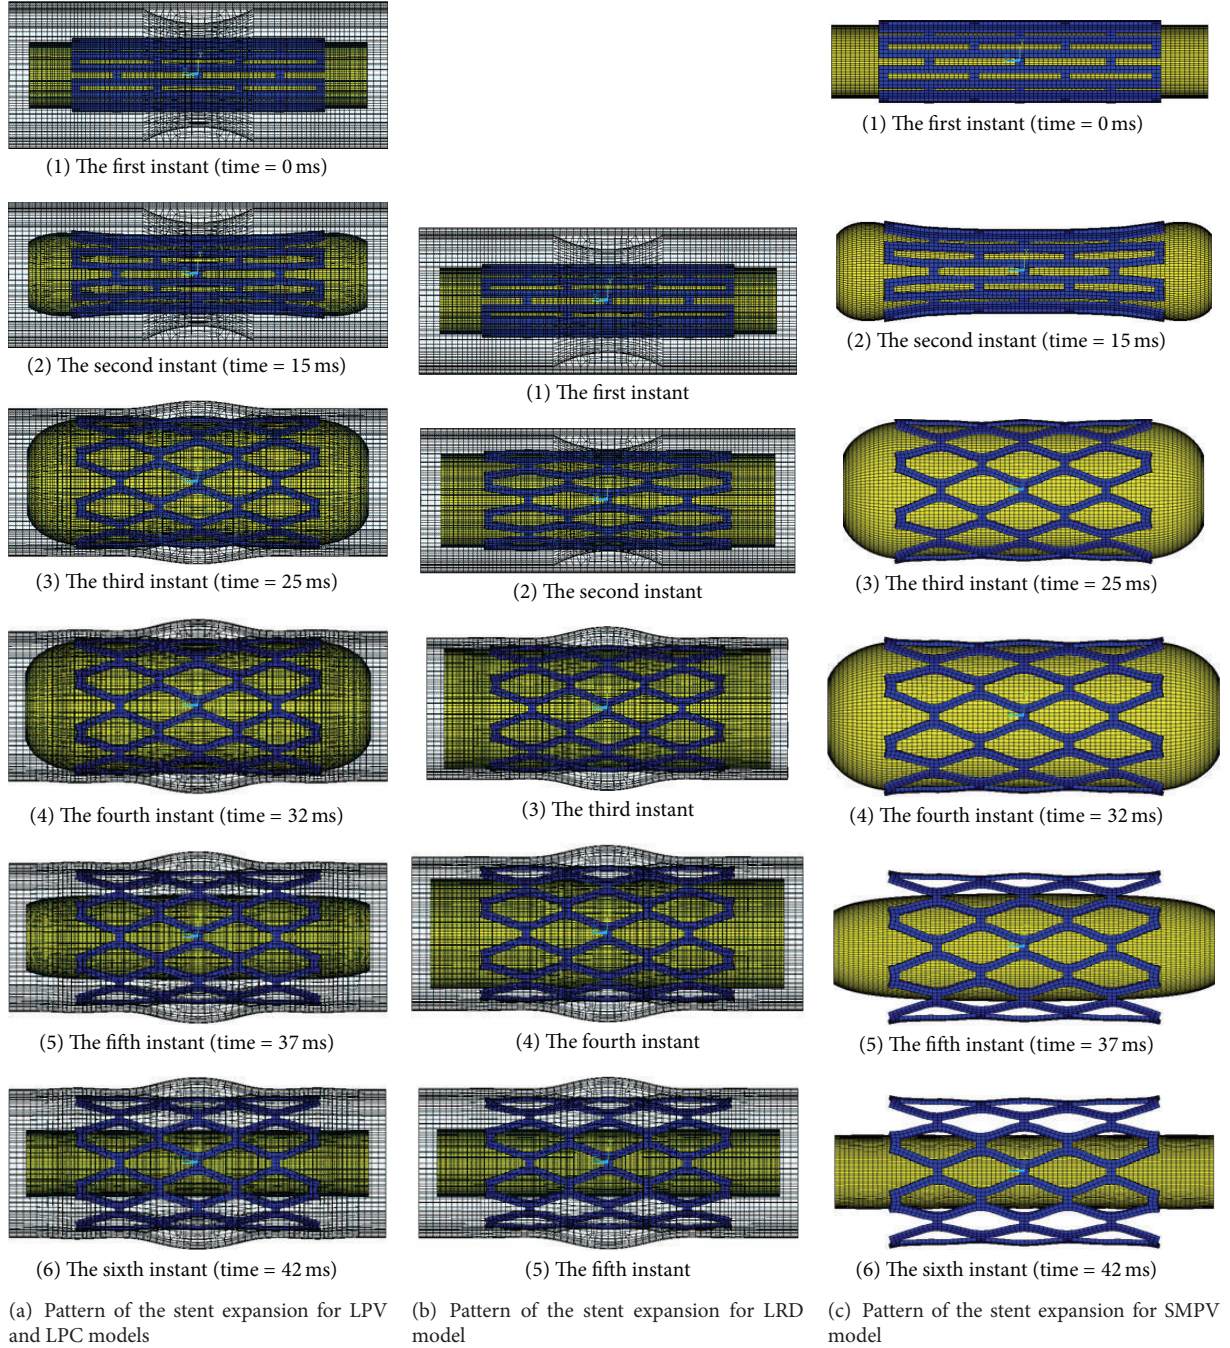 (1) The first instant (time = 0 ms)
(2) The second instant (time = 15 ms)
(3) The third instant (time = 25 ms)
(4) The fourth instant (time = 32 ms)
(5) The fifth instant (time = 37 ms)
(6) The sixth instant (time = 42 ms)
(a) Pattern of the stent expansion for LPV
and LPC models
(1) The first instant
(2) The second instant
(3) The third instant
(4) The fourth instant
(5) The fifth instant
(b) Pattern of the stent expansion for LRD
model
(1) The first instant (time = 0 ms)
(2) The second instant (time = 15 ms)
(3) The third instant (time = 25 ms)
(4) The fourth instant (time = 32 ms)
(5) The fifth instant (time = 37 ms)
(6) The sixth instant (time = 42 ms)
(c) Pattern of the stent expansion for SMPV
model